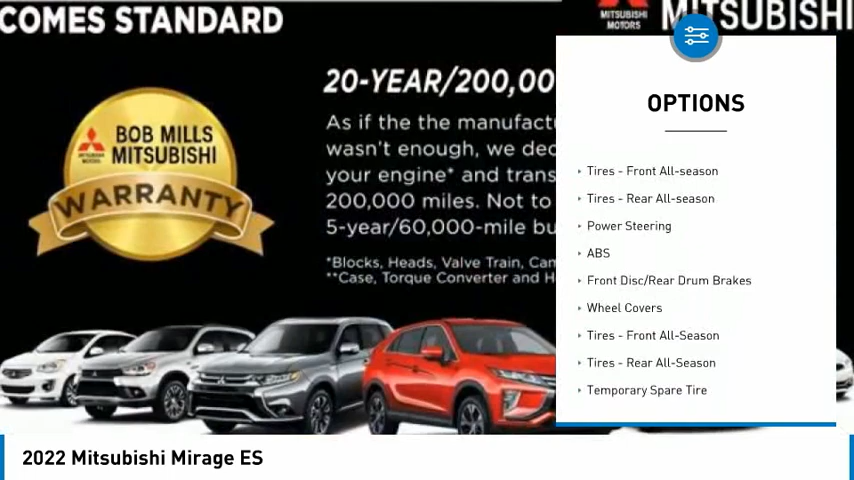 COMES STANDARD
MITSUBISHI
MOTORS
MITSUBISHI
20-YEAR/200,00
As if the the manufact
wasn't enough, we dec
your engine* and trans
200,000 miles. Not to
5-year/60,000-mile bu
*Blocks, Heads, Valve Train, Cam
**Case, Torque Converter and H
MITSUBISHI
MOTORS
BOB MILLS
MITSUBISHI
WARRANTY
OPTIONS
Tires - Front All-season
Tires - Rear All-season
Power Steering
ABS
Front Disc/Rear Drum Brakes
Wheel Covers
Tires - Front All-Season
Tires - Rear All-Season
Temporary Spare Tire
2022 Mitsubishi Mirage ES